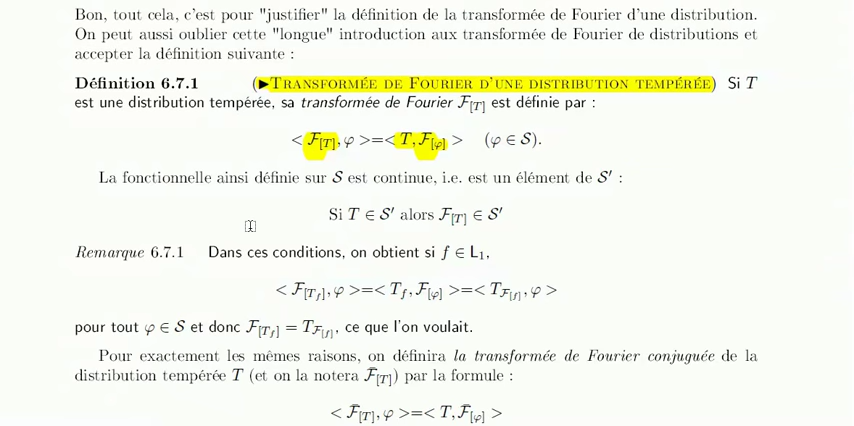 Bon, tout cela, c'est pour "justifier" la définition de la transformée de Fourier d'une distribution.
On peut aussi oublier cette "longue" introduction aux transformée de Fourier de distributions et
accepter la définition suivante :
Définition 6.7.1 (▶TRANSFORMÉE DE FOURIER D'UNE DISTRIBUTION TEMPÉRÉE) Si T
est une distribution tempérée, sa transformée de Fourier ℱ[T] est définie par :
< ℱ[T], φ >=< T, ℱ[φ] > (φ ∈ 𝒮).
La fonctionnelle ainsi définie sur 𝒮 est continue, i.e. est un élément de 𝒮′ :
Si T ∈ 𝒮′ alors ℱ[T] ∈ 𝒮′
Remarque 6.7.1 Dans ces conditions, on obtient si f ∈ L₁,
< ℱ[T_f], φ >=< T_f, ℱ[φ] >=< T_ℱ[f], φ >
pour tout φ ∈ 𝒮 et donc ℱ[T_f] = T_ℱ[f], ce que l'on voulait.
Pour exactement les mêmes raisons, on définira la transformée de Fourier conjuguée de la
distribution tempérée T (et on la notera ℱ̄[T]) par la formule :
< ℱ̄[T], φ >=< T, ℱ̄[φ] >